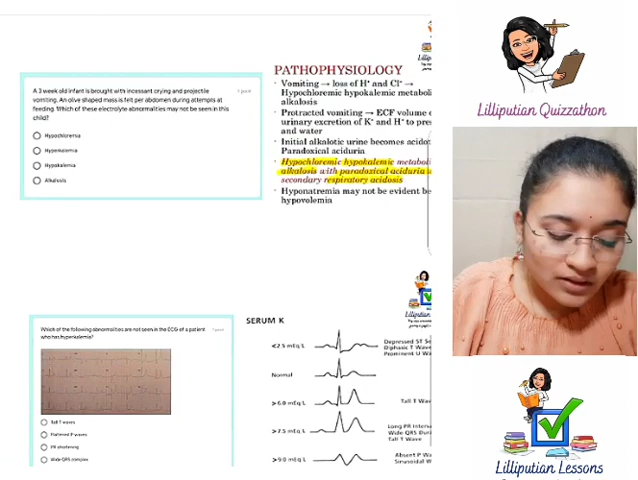 A 3 week old infant is brought with incessant crying and projectile
vomiting. An olive shaped mass is felt per abdomen during attempts at
feeding. Which of these electrolyte abnormalities may not be seen in this
child?
1 point
Hypochloremia
Hyperkalemia
Hypokalemia
Alkalosis
PATHOPHYSIOLOGY
Vomiting → loss of H⁺ and Cl⁻ →
Hypochloremic hypokalemic metaboli
alkalosis
Protracted vomiting → ECF volume
urinary excretion of K⁺ and H⁺ to pre
and water
Initial alkalotic urine becomes acido
Paradoxical aciduria
Hypochloremic hypokalemic metaboli
alkalosis with paradoxical aciduria
secondary respiratory acidosis
Hyponatremia may not be evident be
hypovolemia
Lilliputian Quizzathon
Which of the following abnormalities are not seen in the ECG of a patient
who has hyperkalemia?
1 point
Tall T waves
Flattened P waves
PR shortening
Wide QRS complex
SERUM K
<2.5 mEq/L
Depressed ST Se
Diphasic T Wave
Prominent U Wa
Normal
>6.0 mEq/L
Tall T Wave
>7.5 mEq/L
Long PR Interv
Wide QRS Dura
Tall T Wave
>9.0 mEq/L
Absent P Wa
Sinusoidal W
Lilliputian Lessons